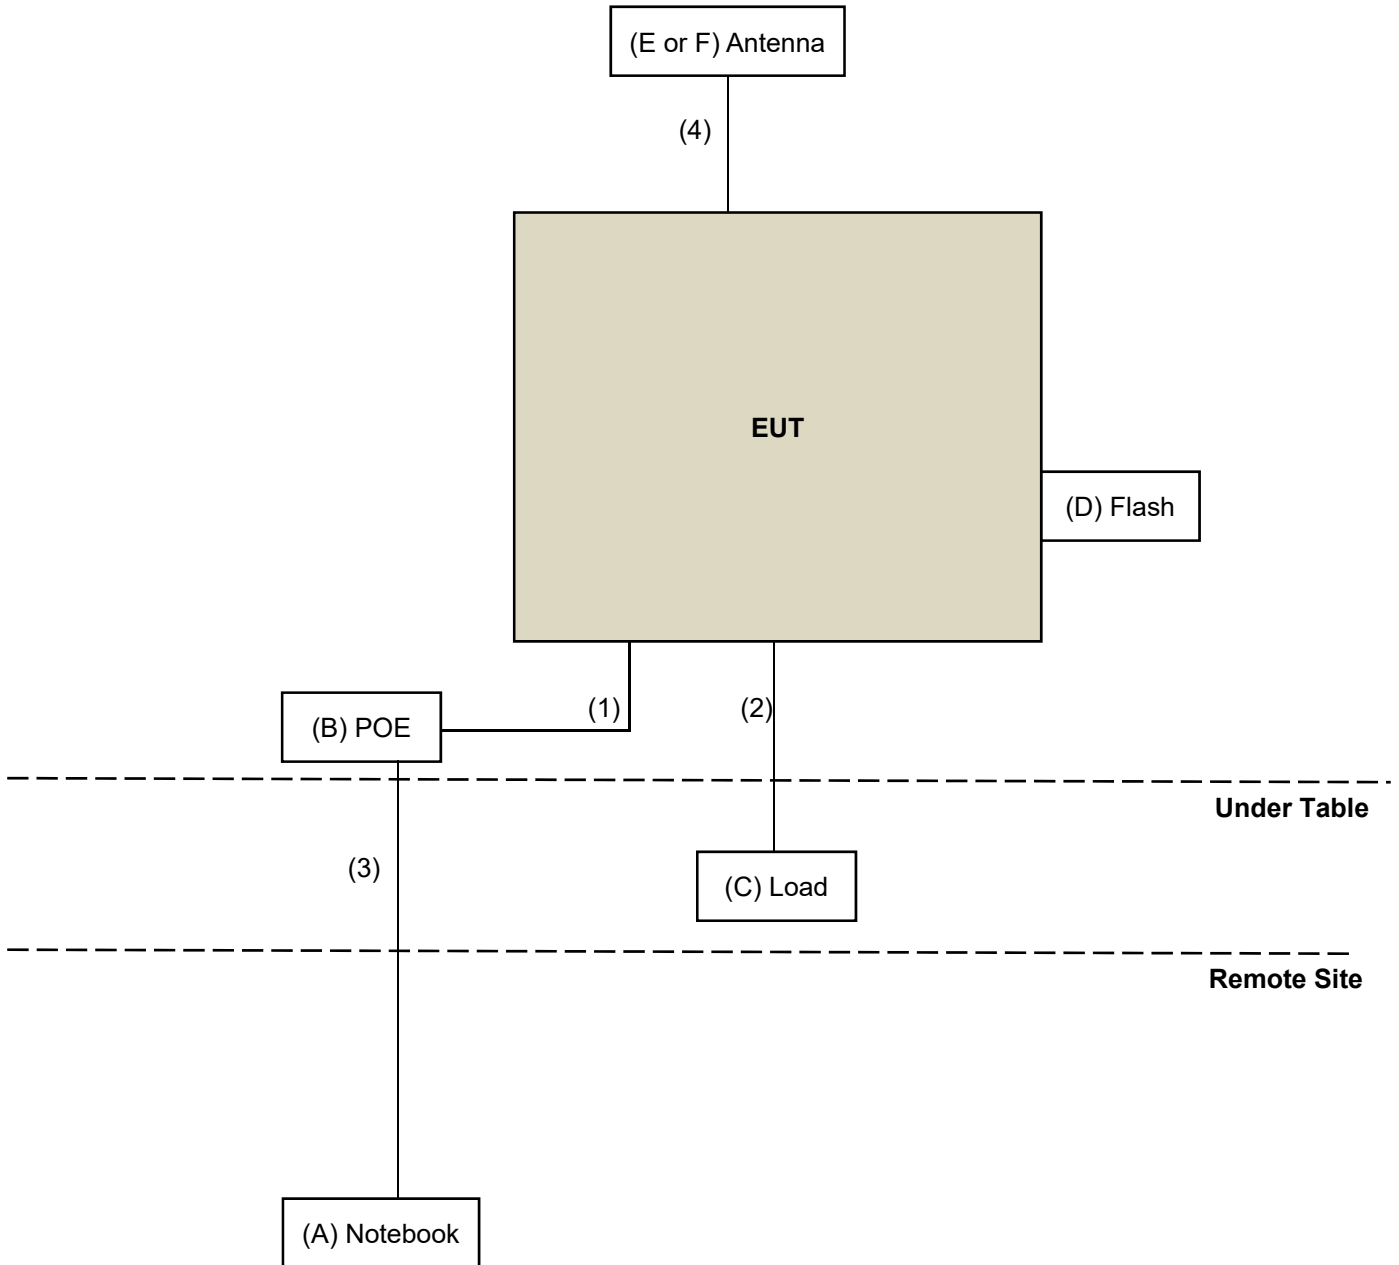 (E or F) Antenna
(4)
EUT
(D) Flash
(1)
(2)
(B) POE
Under Table
(3)
(C) Load
Remote Site
(A) Notebook